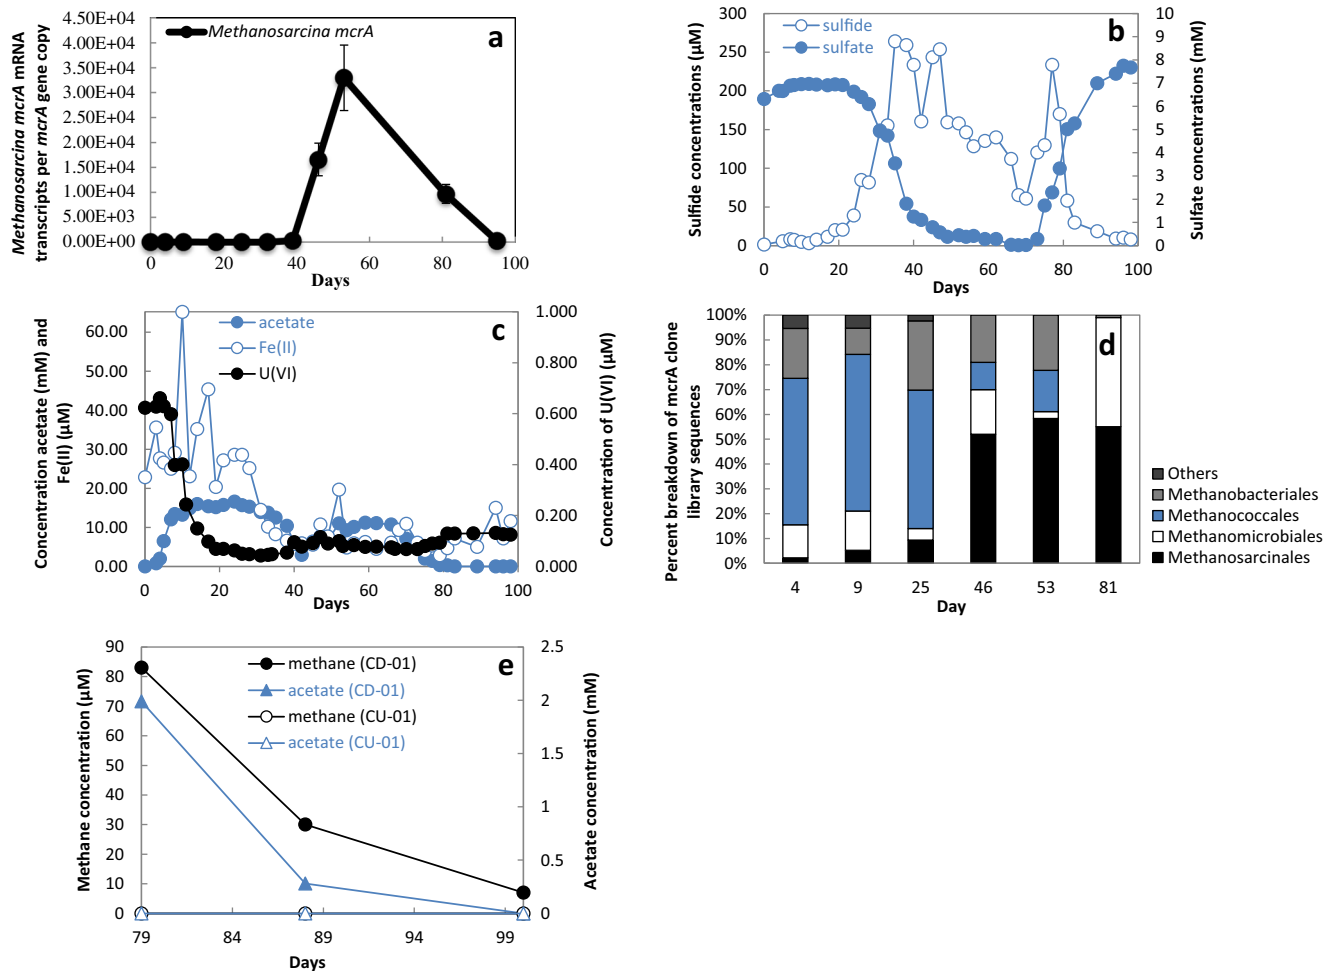 a
Methanosarcina mcrA
Methanosarcina mcrA mRNA
transcripts per mcrA gene copy
4.50E+04
4.00E+04
3.50E+04
3.00E+04
2.50E+04
2.00E+04
1.50E+04
1.00E+04
5.00E+03
0.00E+00
0 20 40 60 80 100
Days
b
sulfide
sulfate
Sulfide concentrations (µM)
300
250
200
150
100
50
0
Sulfate concentrations (mM)
10
9
8
7
6
5
4
3
2
1
0
0 20 40 60 80 100
Days
c
acetate
Fe(II)
U(VI)
Concentration acetate (mM) and
Fe(II) (µM)
60.00
50.00
40.00
30.00
20.00
10.00
0.00
Concentration of U(VI) (µM)
1.000
0.800
0.600
0.400
0.200
0.000
0 20 40 60 80 100
Days
d
Percent breakdown of mcrA clone
library sequences
100%
90%
80%
70%
60%
50%
40%
30%
20%
10%
0%
4 9 25 46 53 81
Day
Others
Methanobacteriales
Methanococcales
Methanomicrobiales
Methanosarcinales
e
methane (CD-01)
acetate (CD-01)
methane (CU-01)
acetate (CU-01)
Methane concentration (µM)
90
80
70
60
50
40
30
20
10
0
Acetate concentration (mM)
2.5
2
1.5
1
0.5
0
79 84 89 94 99
Days